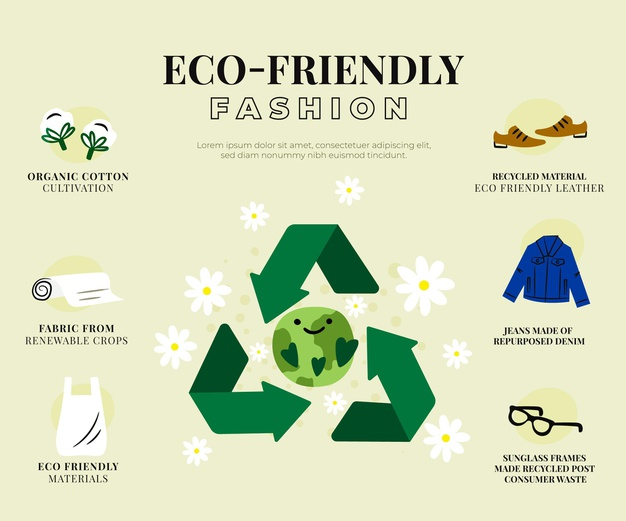 ECO-FRIENDLY
FASHION
Lorem ipsum dolor sit amet, consectetuer adipiscing elit,
sed diam nonummy nibh euismod tincidunt.
ORGANIC COTTON
CULTIVATION
FABRIC FROM
RENEWABLE CROPS
ECO FRIENDLY
MATERIALS
RECYCLED MATERIAL
ECO FRIENDLY LEATHER
JEANS MADE OF
REPURPOSED DENIM
SUNGLASS FRAMES
MADE RECYCLED POST
CONSUMER WASTE